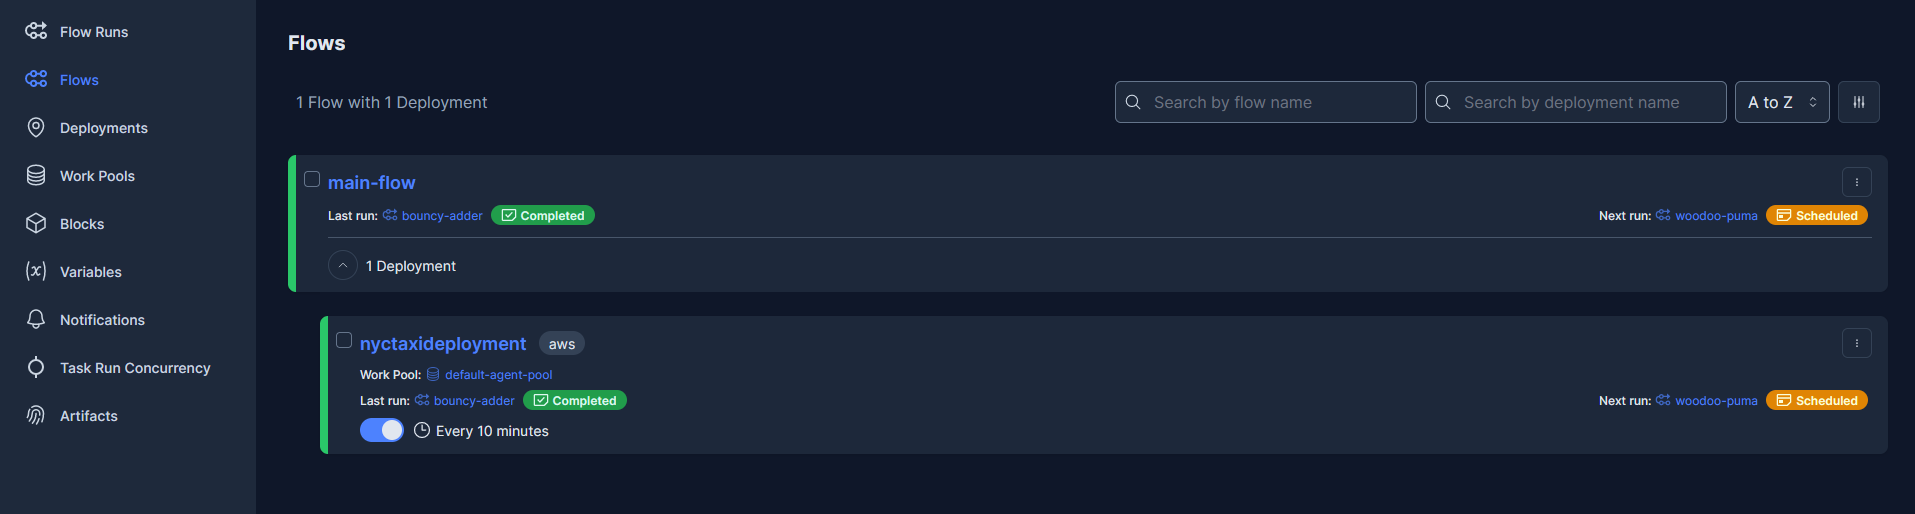 Flow Runs
Flows
Deployments
Work Pools
Blocks
Variables
Notifications
Task Run Concurrency
Artifacts
Flows
1 Flow with 1 Deployment
Search by flow name
Search by deployment name
A to Z
main-flow
Last run: bouncy-adder Completed
Next run: woodoo-puma Scheduled
1 Deployment
nyctaxideployment aws
Work Pool: default-agent-pool
Last run: bouncy-adder Completed
Next run: woodoo-puma Scheduled
Every 10 minutes